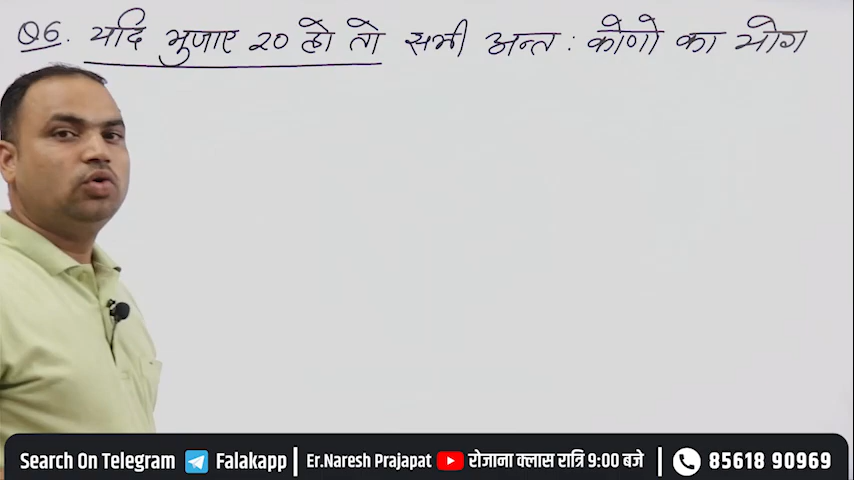 Q6. यदि भुजाए 20 हो तो सभी अन्त: कोणो का योग
Search On Telegram Falakapp | Er.Naresh Prajapat रोजाना क्लास रात्रि 9:00 बजे | 85618 90969